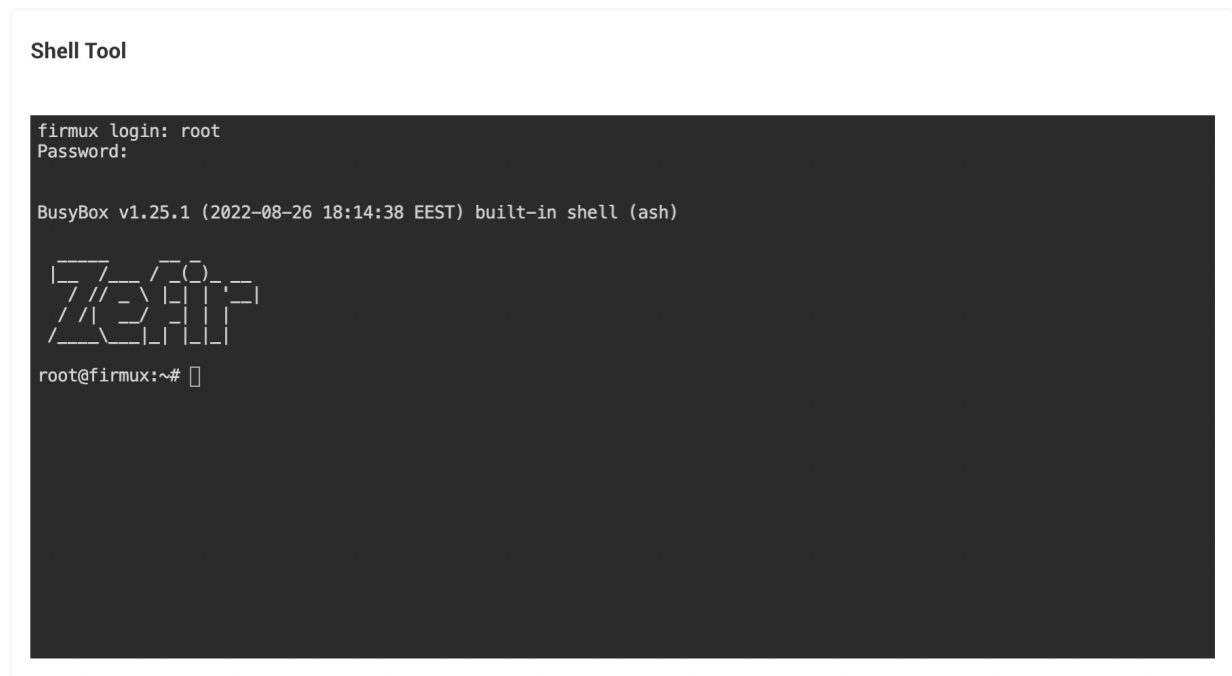 Shell Tool
firmux login: root
Password:
BusyBox v1.25.1 (2022-08-26 18:14:38 EEST) built-in shell (ash)
Zefir
root@firmux:~#